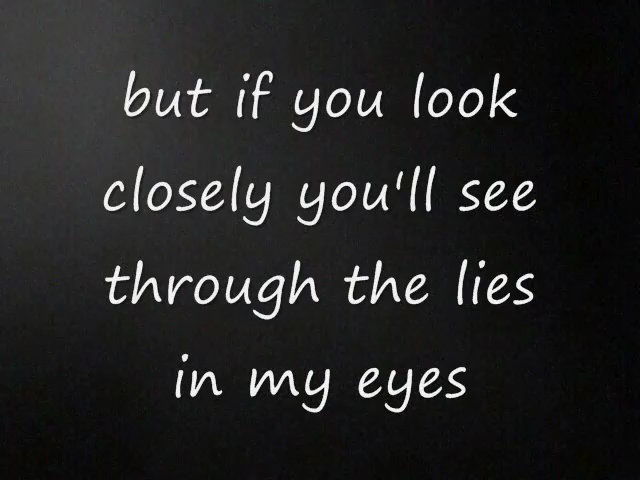 but if you look
closely you'll see
through the lies
in my eyes